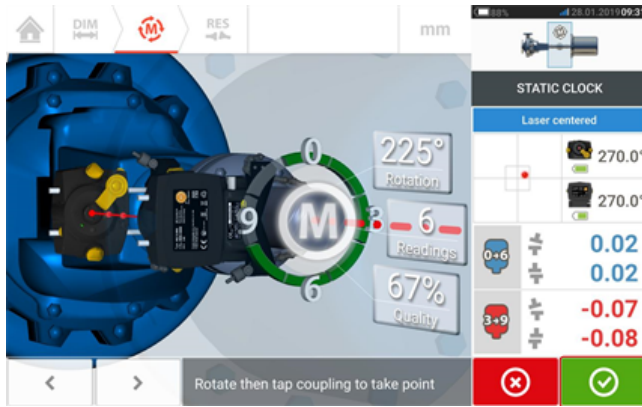 DIM
M
RES
mm
88%
28.01.2019 09:31
STATIC CLOCK
Laser centered
270.0°
270.0°
0
9
M
3
6
225°
Rotation
6
Readings
67%
Quality
0+6
0.02
0.02
3+9
-0.07
-0.08
Rotate then tap coupling to take point